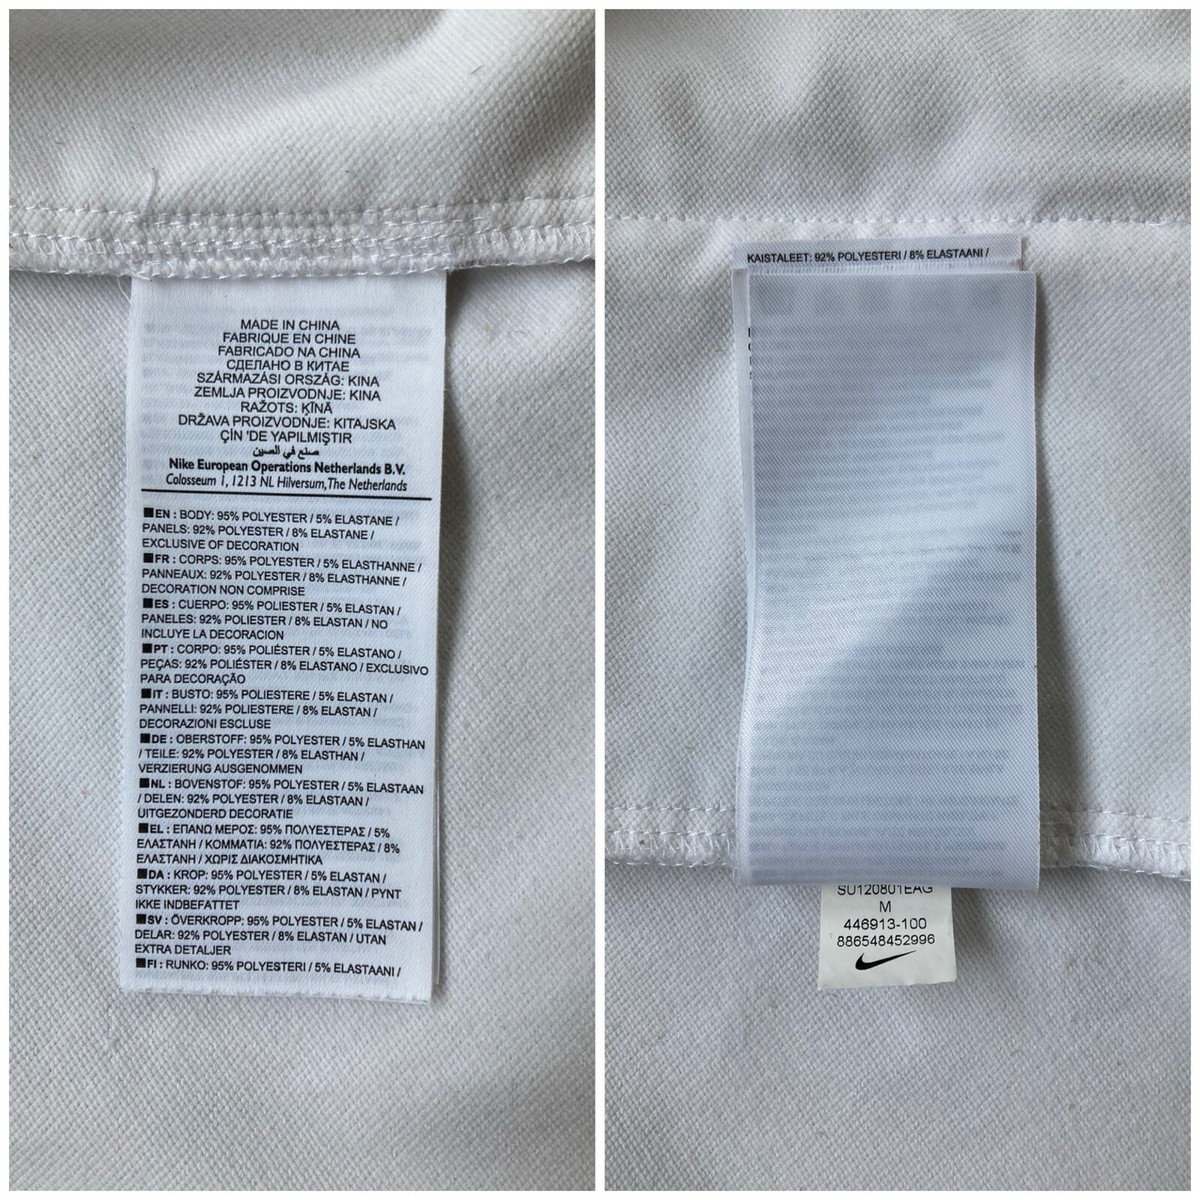 MADE IN CHINA
FABRIQUE EN CHINE
FABRICADO NA CHINA
СДЕЛАНО В КИТАЕ
SZÁRMAZÁSI ORSZÁG: KINA
ZEMLJA PROIZVODNJE: KINA
RAŽOTS: ĶĪNĀ
DRŽAVA PROIZVODNJE: KITAJSKA
ÇİN 'DE YAPILMIŞTIR
صنع في الصين
Nike European Operations Netherlands B.V.
Colosseum 1, 1213 NL Hilversum, The Netherlands
■EN : BODY: 95% POLYESTER / 5% ELASTANE /
PANELS: 92% POLYESTER / 8% ELASTANE /
EXCLUSIVE OF DECORATION
■FR : CORPS: 95% POLYESTER / 5% ELASTHANNE /
PANNEAUX: 92% POLYESTER / 8% ELASTHANNE /
DECORATION NON COMPRISE
■ES : CUERPO: 95% POLIESTER / 5% ELASTAN /
PANELES: 92% POLIESTER / 8% ELASTAN / NO
INCLUYE LA DECORACION
■PT : CORPO: 95% POLIÉSTER / 5% ELASTANO /
PEÇAS: 92% POLIÉSTER / 8% ELASTANO / EXCLUSIVO
PARA DECORAÇÃO
■IT : BUSTO: 95% POLIESTERE / 5% ELASTAN /
PANNELLI: 92% POLIESTERE / 8% ELASTAN /
DECORAZIONI ESCLUSE
■DE : OBERSTOFF: 95% POLYESTER / 5% ELASTHAN
/ TEILE: 92% POLYESTER / 8% ELASTHAN /
VERZIERUNG AUSGENOMMEN
■NL : BOVENSTOF: 95% POLYESTER / 5% ELASTAAN
/ DELEN: 92% POLYESTER / 8% ELASTAAN /
UITGEZONDERD DECORATIE
■EL : ΕΠΑΝΩ ΜΕΡΟΣ: 95% ΠΟΛΥΕΣΤΕΡΑΣ / 5%
ΕΛΑΣΤΑΝΗ / ΚΟΜΜΑΤΙΑ: 92% ΠΟΛΥΕΣΤΕΡΑΣ / 8%
ΕΛΑΣΤΑΝΗ / ΧΩΡΙΣ ΔΙΑΚΟΣΜΗΤΙΚΑ
■DA : KROP: 95% POLYESTER / 5% ELASTAN /
STYKKER: 92% POLYESTER / 8% ELASTAN / PYNT
IKKE INDBEFATTET
■SV : ÖVERKROPP: 95% POLYESTER / 5% ELASTAN /
DELAR: 92% POLYESTER / 8% ELASTAN / UTAN
EXTRA DETALJER
■FI : RUNKO: 95% POLYESTERI / 5% ELASTAANI /
KAISTALEET: 92% POLYESTERI / 8% ELASTAANI /
SU120801EAG
M
446913-100
886548452996